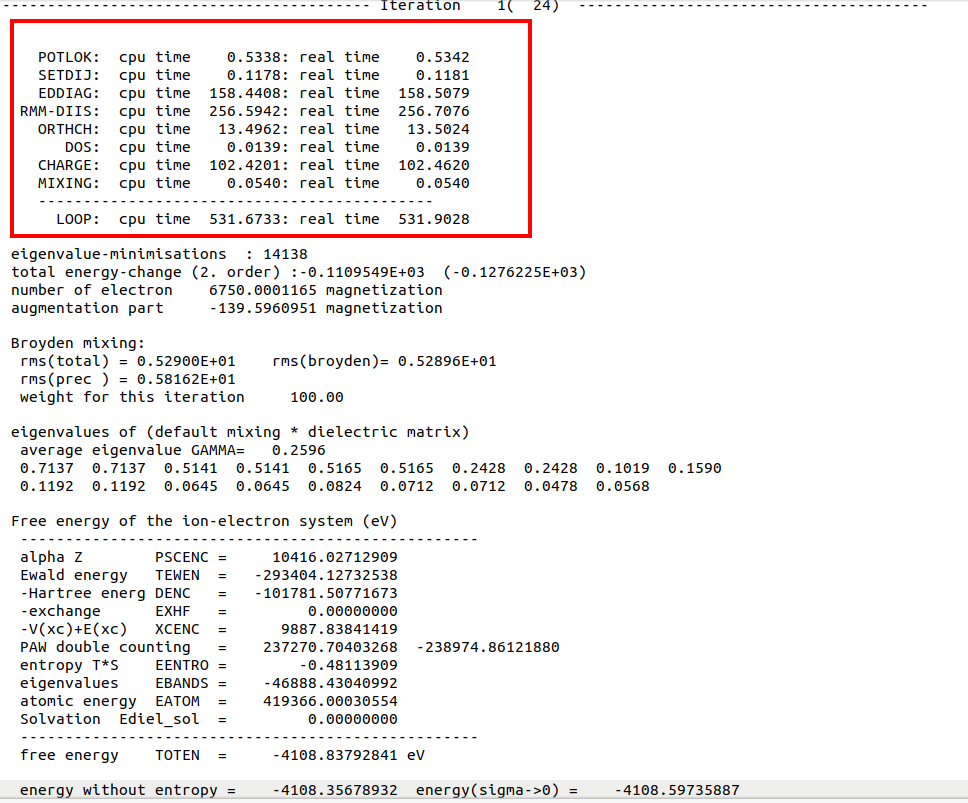 ----------------------------------------- Iteration    1(  24)  ---------------------------------------
POTLOK:  cpu time    0.5338: real time    0.5342
SETDIJ:  cpu time    0.1178: real time    0.1181
EDDIAG:  cpu time  158.4408: real time  158.5079
RMM-DIIS:  cpu time  256.5942: real time  256.7076
ORTHCH:  cpu time   13.4962: real time   13.5024
DOS:  cpu time    0.0139: real time    0.0139
CHARGE:  cpu time  102.4201: real time  102.4620
MIXING:  cpu time    0.0540: real time    0.0540
--------------------------------------------
LOOP:  cpu time  531.6733: real time  531.9028
eigenvalue-minimisations  : 14138
total energy-change (2. order) :-0.1109549E+03  (-0.1276225E+03)
number of electron    6750.0001165 magnetization
augmentation part     -139.5960951 magnetization
Broyden mixing:
rms(total) = 0.52900E+01    rms(broyden)= 0.52896E+01
rms(prec ) = 0.58162E+01
weight for this iteration     100.00
eigenvalues of (default mixing * dielectric matrix)
average eigenvalue GAMMA=   0.2596
0.7137  0.7137  0.5141  0.5141  0.5165  0.5165  0.2428  0.2428  0.1019  0.1590
0.1192  0.1192  0.0645  0.0645  0.0824  0.0712  0.0712  0.0478  0.0568
Free energy of the ion-electron system (eV)
---------------------------------------------------
alpha Z        PSCENC =     10416.02712909
Ewald energy   TEWEN  =   -293404.12732538
-Hartree energ DENC   =   -101781.50771673
-exchange      EXHF   =         0.00000000
-V(xc)+E(xc)   XCENC  =      9887.83841419
PAW double counting   =    237270.70403268  -238974.86121880
entropy T*S    EENTRO =        -0.48113909
eigenvalues    EBANDS =    -46888.43040992
atomic energy  EATOM  =    419366.00030554
Solvation  Ediel_sol  =         0.00000000
---------------------------------------------------
free energy    TOTEN  =     -4108.83792841 eV
energy without entropy =    -4108.35678932  energy(sigma->0) =    -4108.59735887